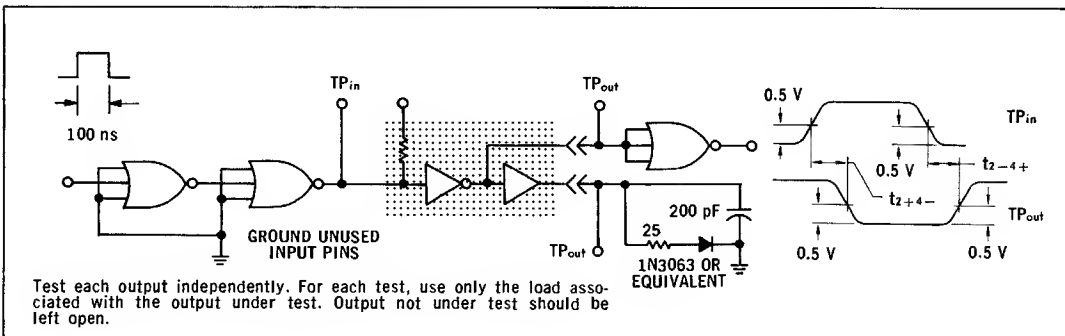 100 ns
TPin
TPout
0.5 V
TPin
0.5 V
t2–4+
t2+4–
TPout
0.5 V
0.5 V
GROUND UNUSED
INPUT PINS
TPout
200 pF
25
1N3063 OR
EQUIVALENT
Test each output independently. For each test, use only the load asso-
ciated with the output under test. Output not under test should be
left open.